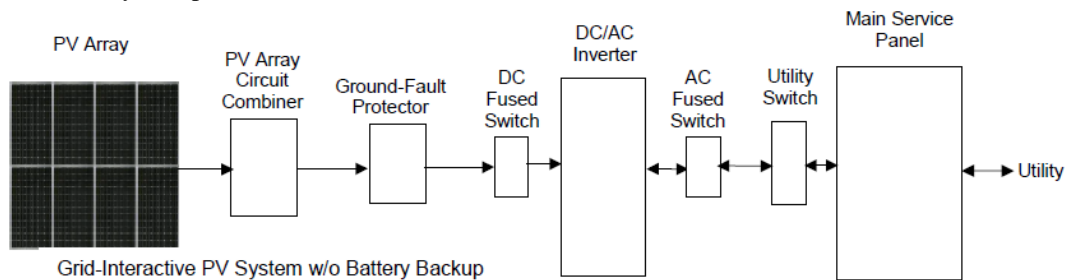 PV Array
PV Array
Circuit
Combiner
Ground-Fault
Protector
DC
Fused
Switch
DC/AC
Inverter
AC
Fused
Switch
Utility
Switch
Main Service
Panel
Utility
Grid-Interactive PV System w/o Battery Backup